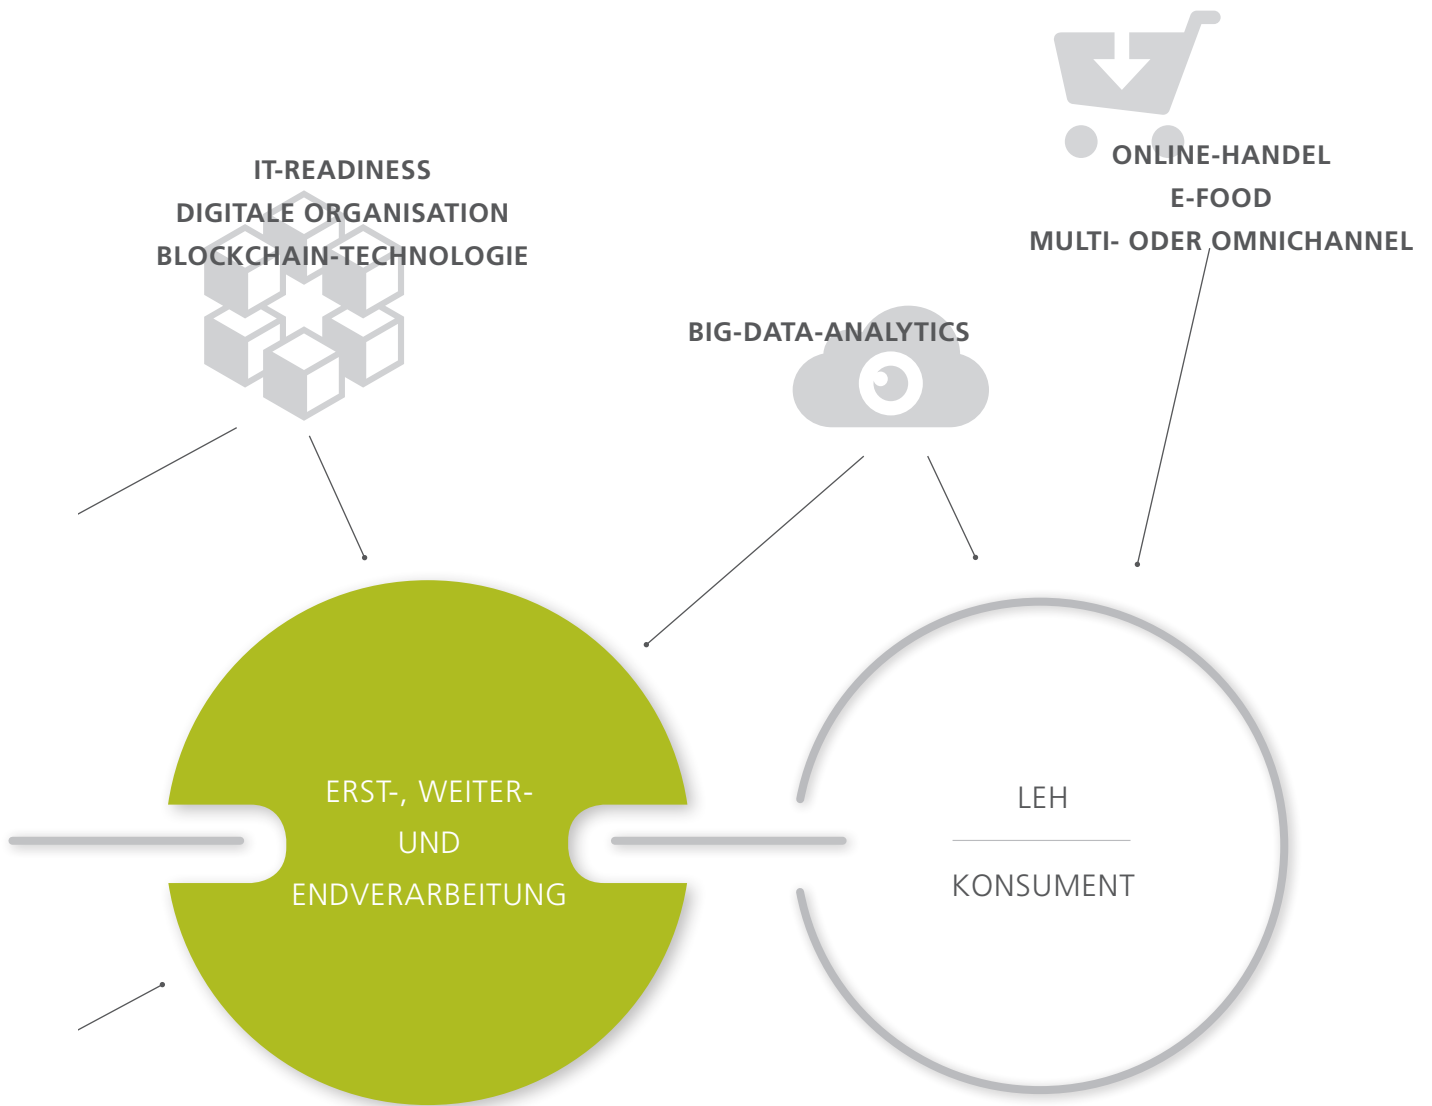 IT-READINESS
DIGITALE ORGANISATION
BLOCKCHAIN-TECHNOLOGIE
ONLINE-HANDEL
E-FOOD
MULTI- ODER OMNICHANNEL
BIG-DATA-ANALYTICS
ERST-, WEITER-
UND
ENDVERARBEITUNG
LEH
KONSUMENT